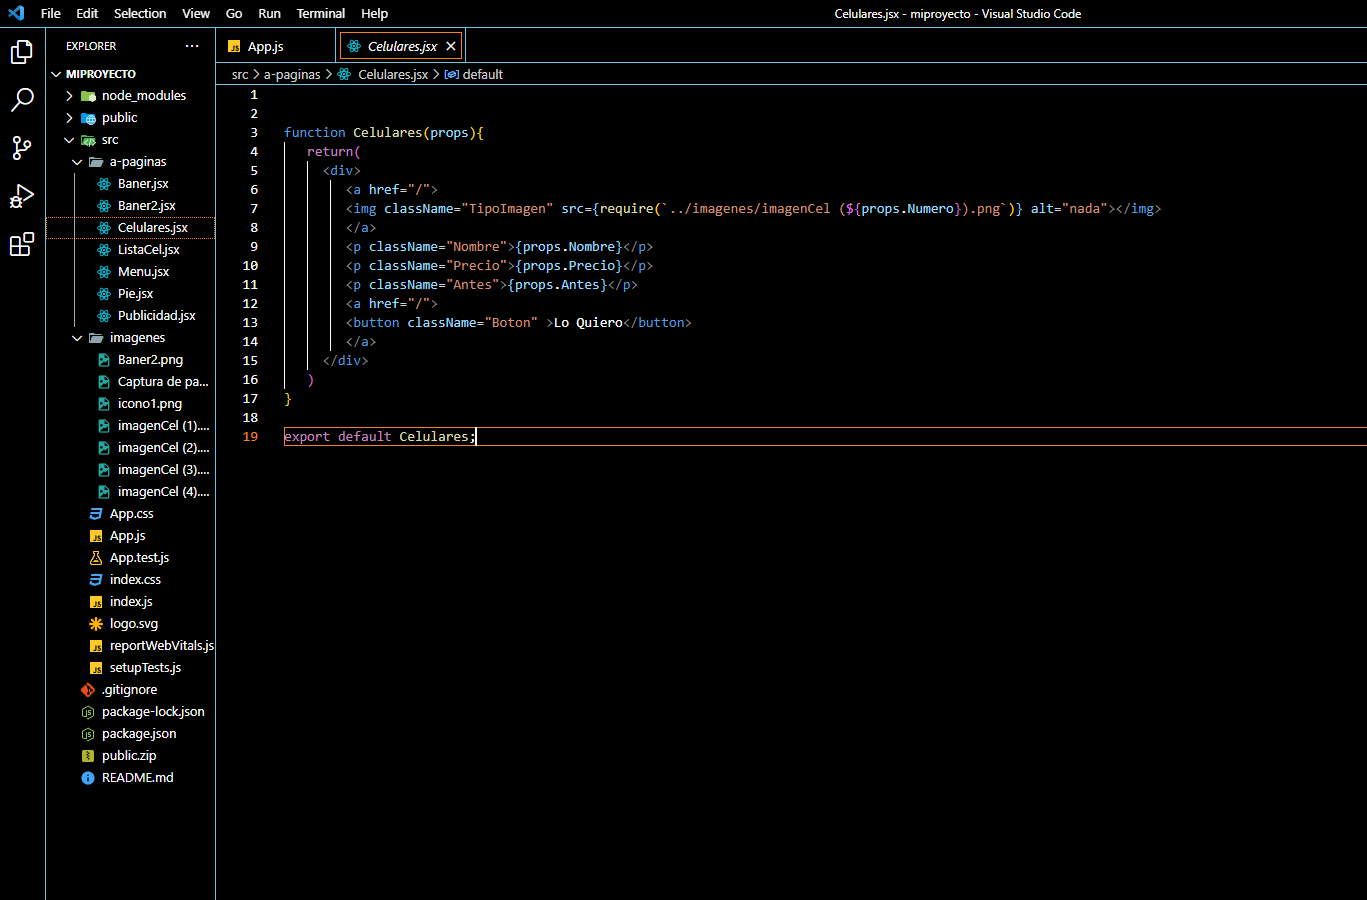 File Edit Selection View Go Run Terminal Help
Celulares.jsx - miproyecto - Visual Studio Code
EXPLORER ...
MIPROYECTO
node_modules
public
src
a-paginas
Baner.jsx
Baner2.jsx
Celulares.jsx
ListaCel.jsx
Menu.jsx
Pie.jsx
Publicidad.jsx
imagenes
Baner2.png
Captura de pa...
icono1.png
imagenCel (1)....
imagenCel (2)....
imagenCel (3)....
imagenCel (4)....
App.css
App.js
App.test.js
index.css
index.js
logo.svg
reportWebVitals.js
setupTests.js
.gitignore
package-lock.json
package.json
public.zip
README.md
App.js
Celulares.jsx
src > a-paginas > Celulares.jsx > default
1
2
3 function Celulares(props){
4 return(
5 <div>
6 <a href="/">
7 <img className="TipoImagen" src={require(`../imagenes/imagenCel (${props.Numero}).png`)} alt="nada"></img>
8 </a>
9 <p className="Nombre">{props.Nombre}</p>
10 <p className="Precio">{props.Precio}</p>
11 <p className="Antes">{props.Antes}</p>
12 <a href="/">
13 <button className="Boton" >Lo Quiero</button>
14 </a>
15 </div>
16 )
17 }
18
19 export default Celulares;